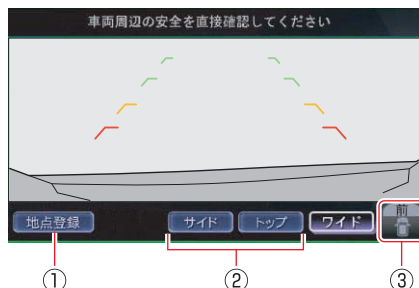 車両周辺の安全を直接確認してください
地点登録 サイド トップ ワイド 前
① ② ③